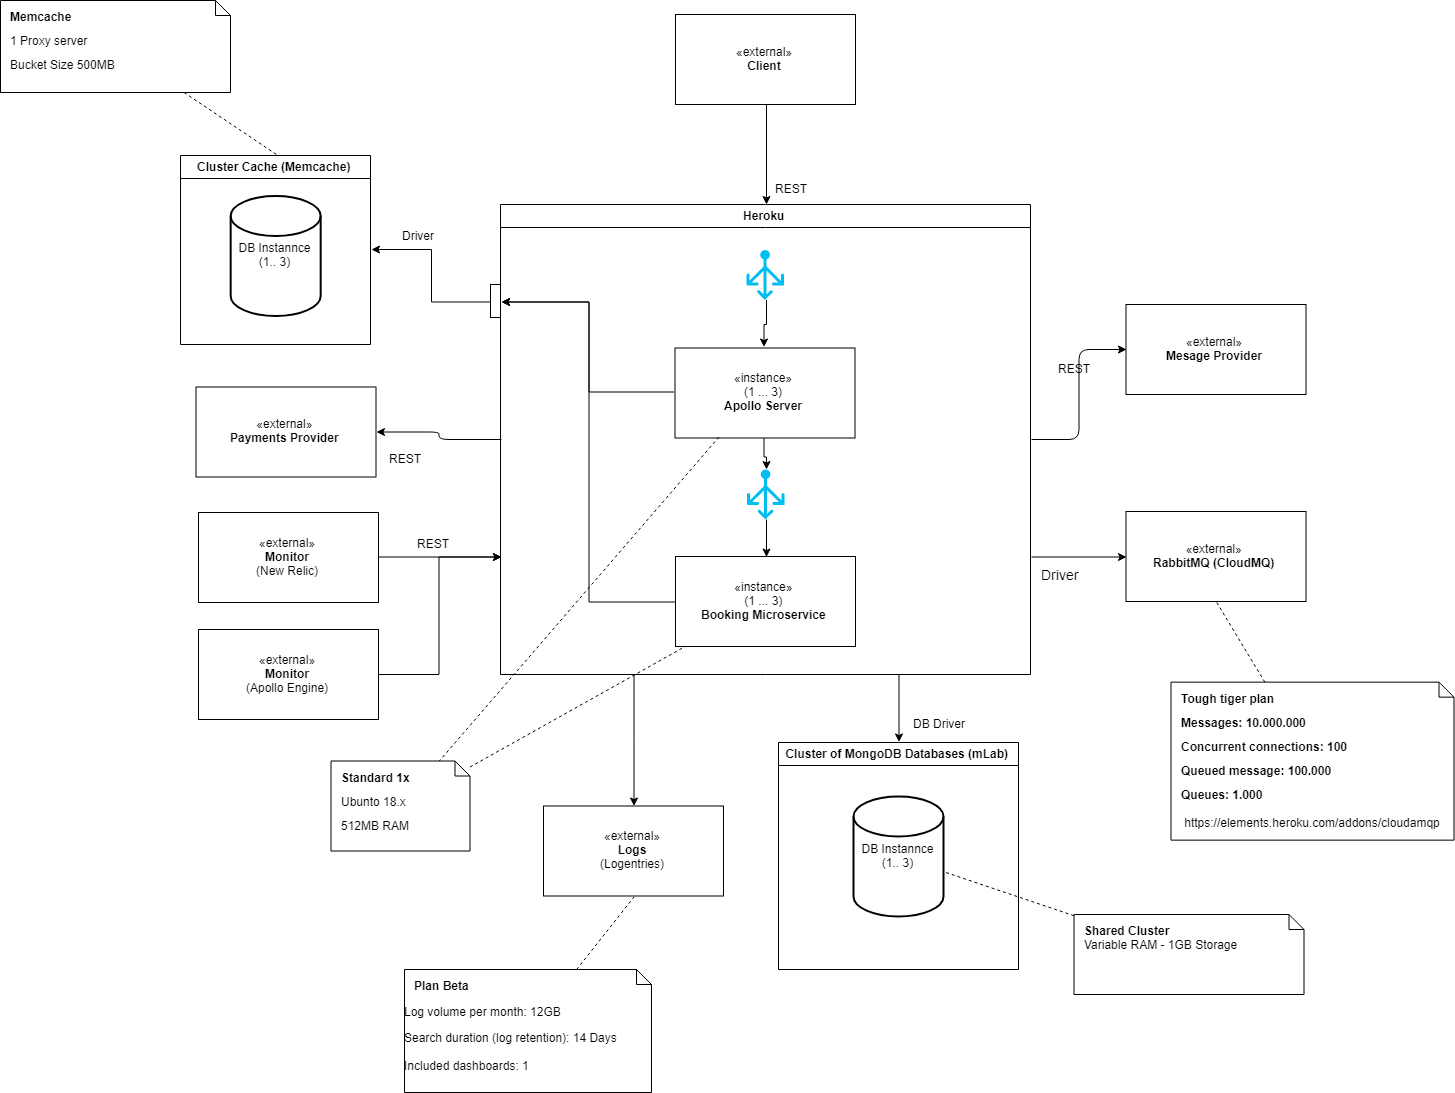 Memcache
1 Proxy server
Bucket Size 500MB
«external»
Client
REST
Cluster Cache (Memcache)
DB Instannce
(1.. 3)
Driver
Heroku
«instance»
(1 ... 3)
Apollo Server
«external»
Mesage Provider
REST
«external»
Payments Provider
REST
«external»
Monitor
(New Relic)
REST
«external»
RabbitMQ (CloudMQ)
Driver
«instance»
(1 ... 3)
Booking Microservice
«external»
Monitor
(Apollo Engine)
Tough tiger plan
Messages: 10.000.000
Concurrent connections: 100
Queued message: 100.000
Queues: 1.000
https://elements.heroku.com/addons/cloudamqp
DB Driver
Cluster of MongoDB Databases (mLab)
DB Instannce
(1.. 3)
Standard 1x
Ubunto 18.x
512MB RAM
«external»
Logs
(Logentries)
Shared Cluster
Variable RAM - 1GB Storage
Plan Beta
Log volume per month: 12GB
Search duration (log retention): 14 Days
Included dashboards: 1